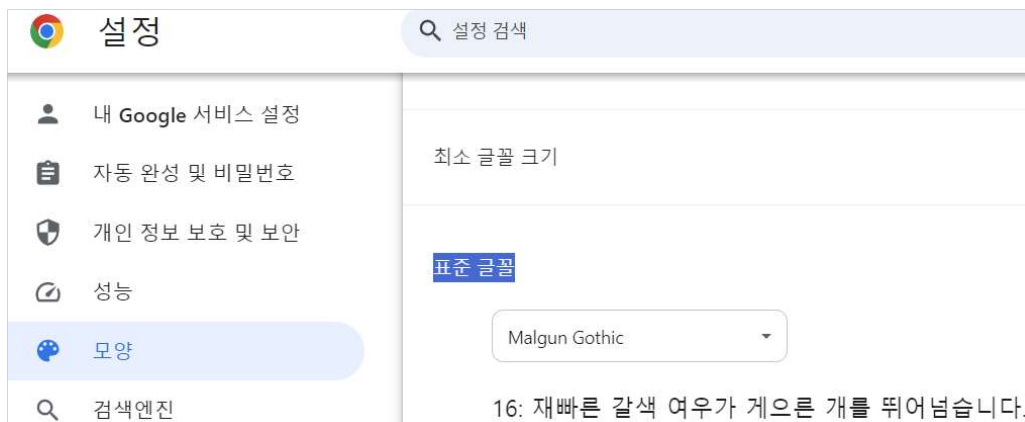 설정
설정 검색
내 Google 서비스 설정
자동 완성 및 비밀번호
개인 정보 보호 및 보안
성능
모양
검색엔진
최소 글꼴 크기
표준 글꼴
Malgun Gothic
16: 재빠른 갈색 여우가 게으른 개를 뛰어넘습니다.